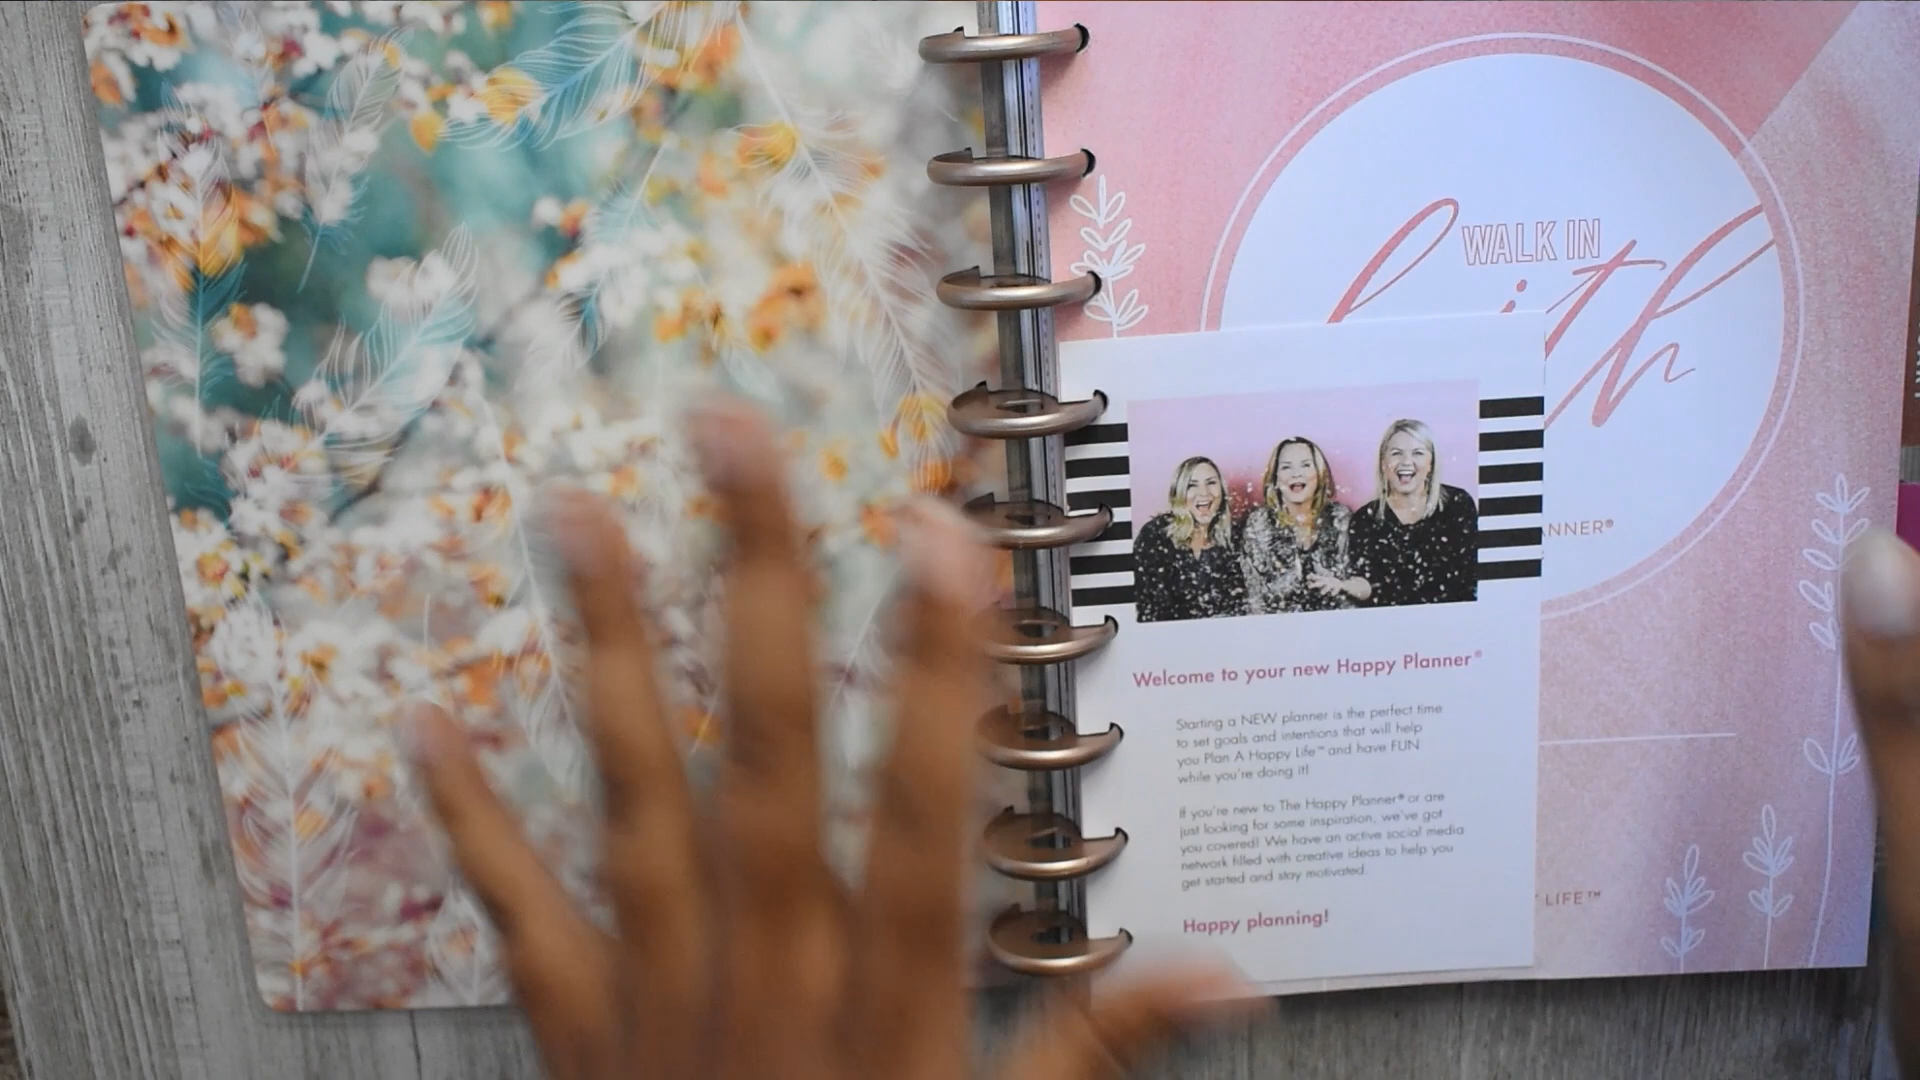 WALK IN
faith
PLANNER®
Welcome to your new Happy Planner®
Starting a NEW planner is the perfect time
to set goals and intentions that will help
you Plan A Happy Life™ and have FUN
while you're doing it!
If you're new to The Happy Planner® or are
just looking for some inspiration, we've got
you covered! We have an active social media
network filled with creative ideas to help you
get started and stay motivated.
LIFE™
Happy planning!